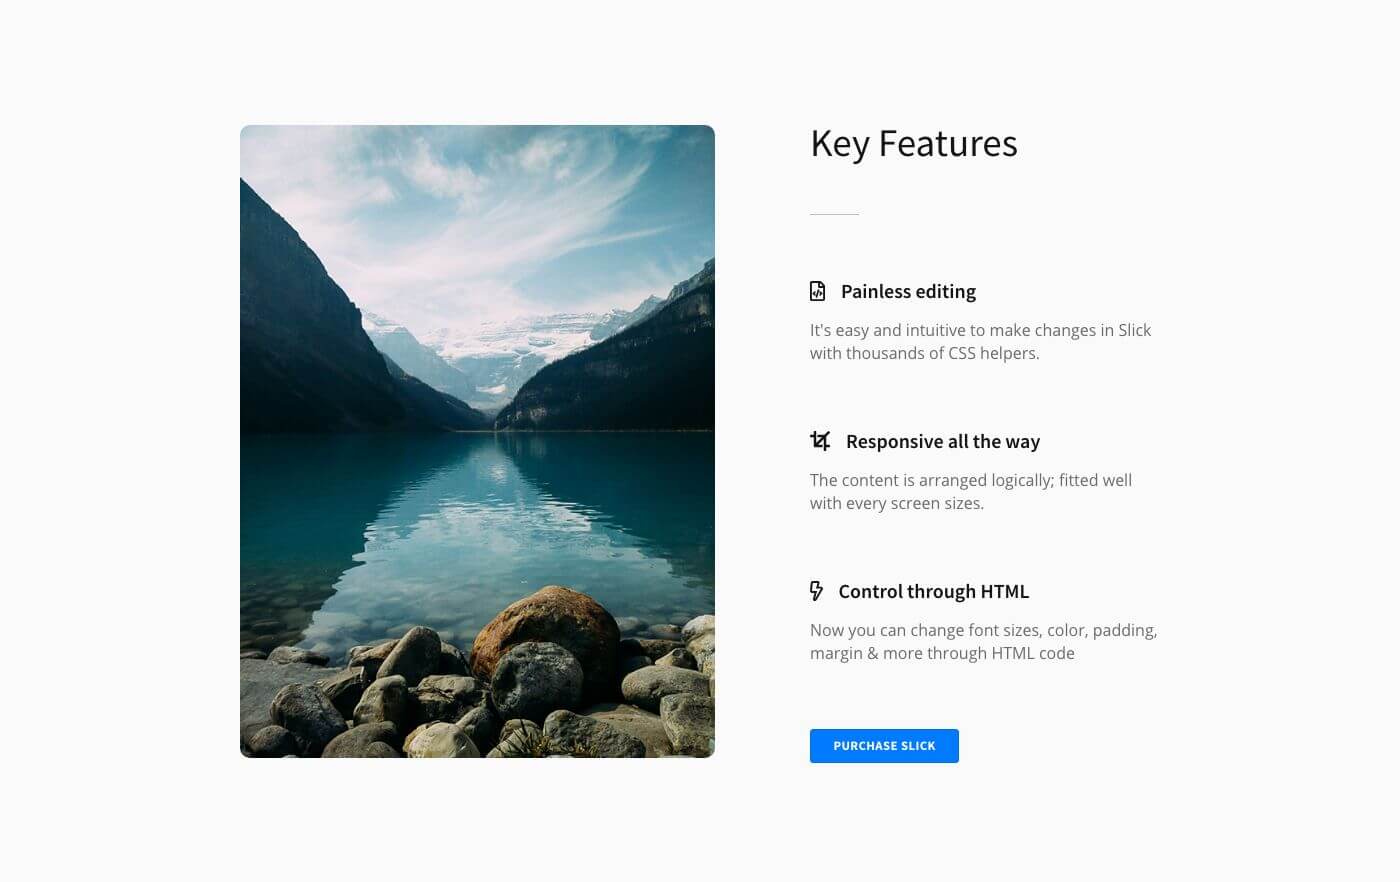 Key Features
Painless editing
It's easy and intuitive to make changes in Slick
with thousands of CSS helpers.
Responsive all the way
The content is arranged logically; fitted well
with every screen sizes.
Control through HTML
Now you can change font sizes, color, padding,
margin & more through HTML code
PURCHASE SLICK